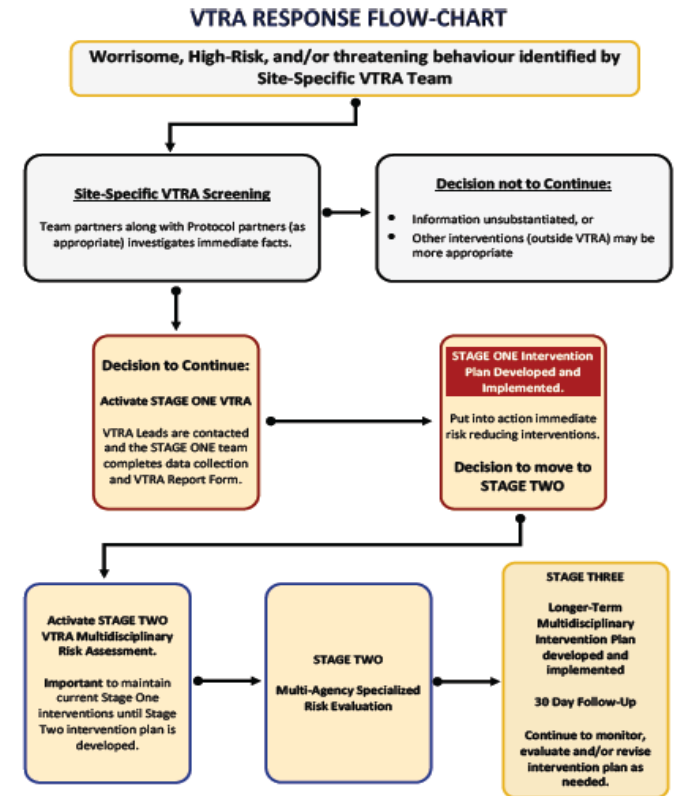 VTRA RESPONSE FLOW-CHART
Worrisome, High-Risk, and/or threatening behaviour identified by
Site-Specific VTRA Team
Site-Specific VTRA Screening
Team partners along with Protocol partners (as
appropriate) investigates immediate facts.
Decision not to Continue:
• Information unsubstantiated, or
• Other interventions (outside VTRA) may be
more appropriate
Decision to Continue:
Activate STAGE ONE VTRA
VTRA Leads are contacted
and the STAGE ONE team
completes data collection
and VTRA Report Form.
STAGE ONE Intervention
Plan Developed and
Implemented.
Put into action immediate
risk reducing interventions.
Decision to move to
STAGE TWO
Activate STAGE TWO
VTRA Multidisciplinary
Risk Assessment.
Important to maintain
current Stage One
interventions until Stage
Two intervention plan is
developed.
STAGE TWO
Multi-Agency Specialized
Risk Evaluation
STAGE THREE
Longer-Term
Multidisciplinary
Intervention Plan
developed and
implemented
30 Day Follow-Up
Continue to monitor,
evaluate and/or revise
intervention plan as
needed.